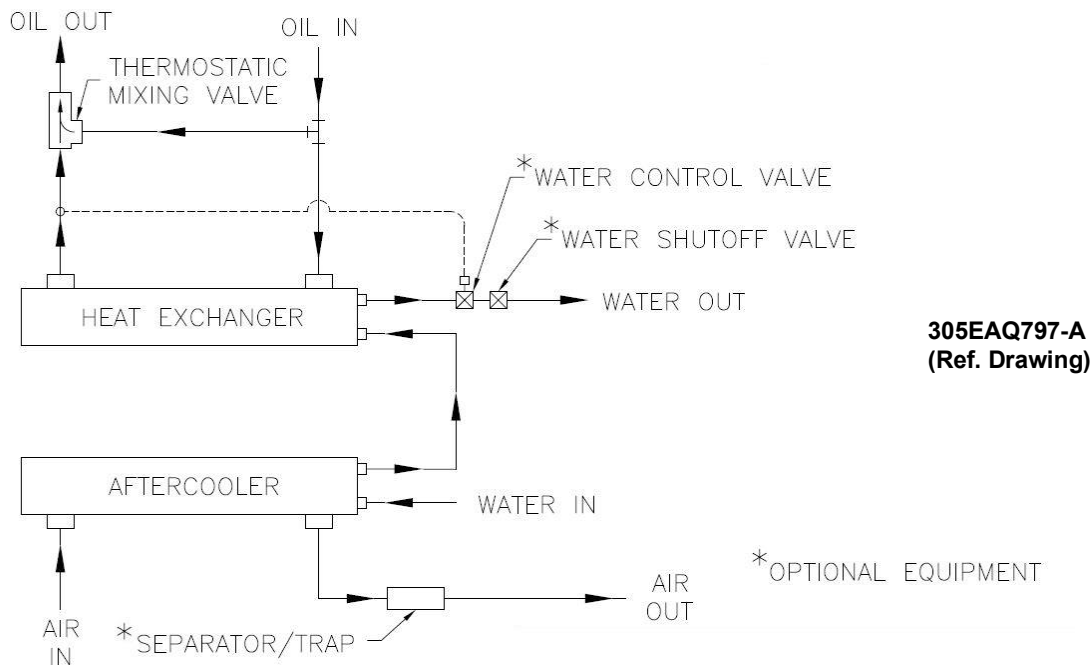 OIL OUT
OIL IN
THERMOSTATIC
MIXING VALVE
*WATER CONTROL VALVE
*WATER SHUTOFF VALVE
WATER OUT
HEAT EXCHANGER
305EAQ797-A
(Ref. Drawing)
AFTERCOOLER
WATER IN
*OPTIONAL EQUIPMENT
AIR
OUT
AIR
IN
*SEPARATOR/TRAP